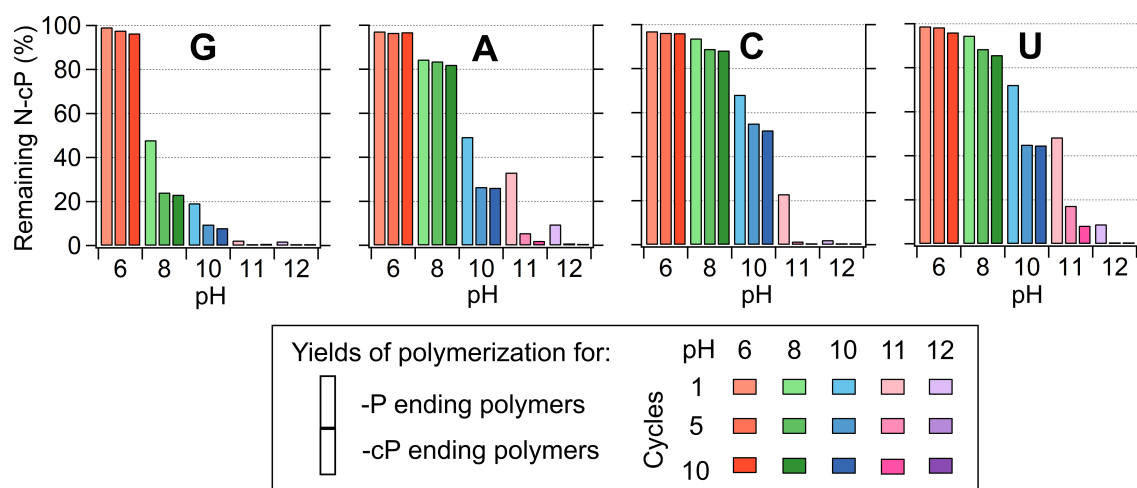 Remaining N-cP (%)
100
80
60
40
20
0
G
6 8 10 11 12
pH
A
6 8 10 11 12
pH
C
6 8 10 11 12
pH
U
6 8 10 11 12
pH
Yields of polymerization for:
-P ending polymers
-cP ending polymers
pH 6 8 10 11 12
Cycles
1
5
10